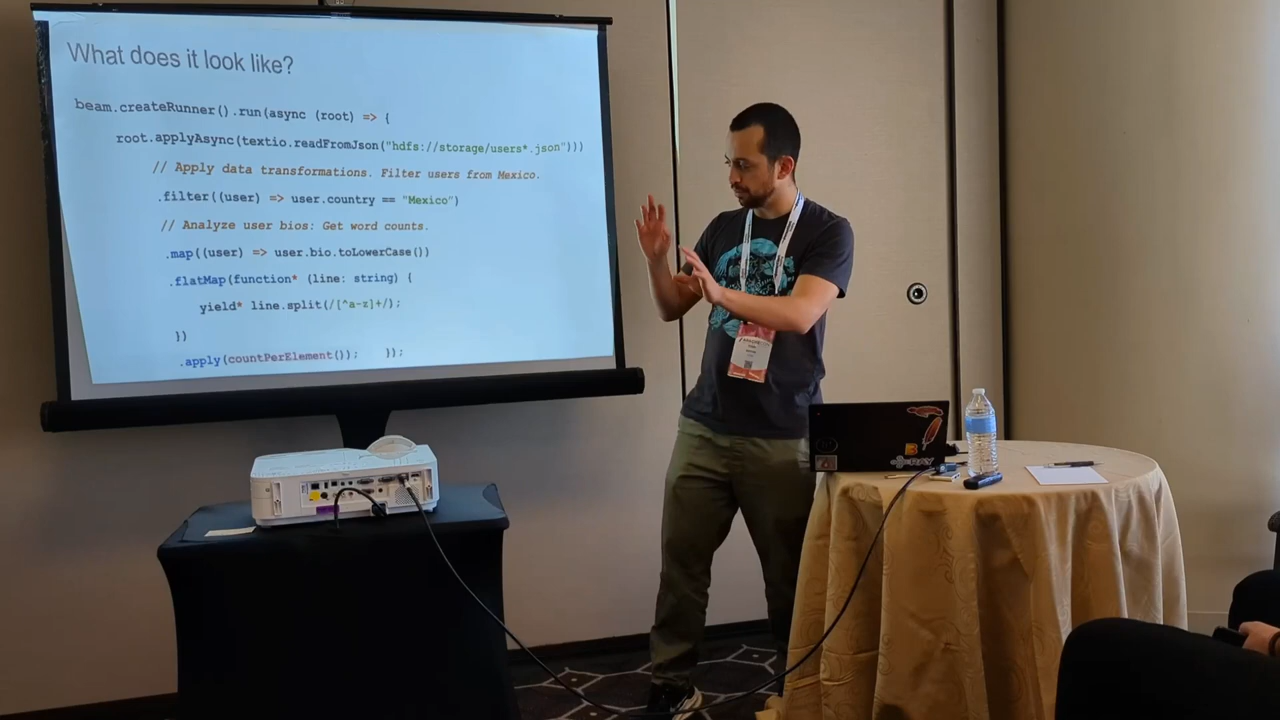 What does it look like?
beam.createRunner().run(async (root) => {
root.applyAsync(textio.readFromJson("hdfs://storage/users*.json")))
// Apply data transformations. Filter users from Mexico.
.filter((user) => user.country == "Mexico")
// Analyze user bios: Get word counts.
.map((user) => user.bio.toLowerCase())
.flatMap(function* (line: string) {
yield* line.split(/[^a-z]+/);
})
.apply(countPerElement()); });
APACHE
B
RAY